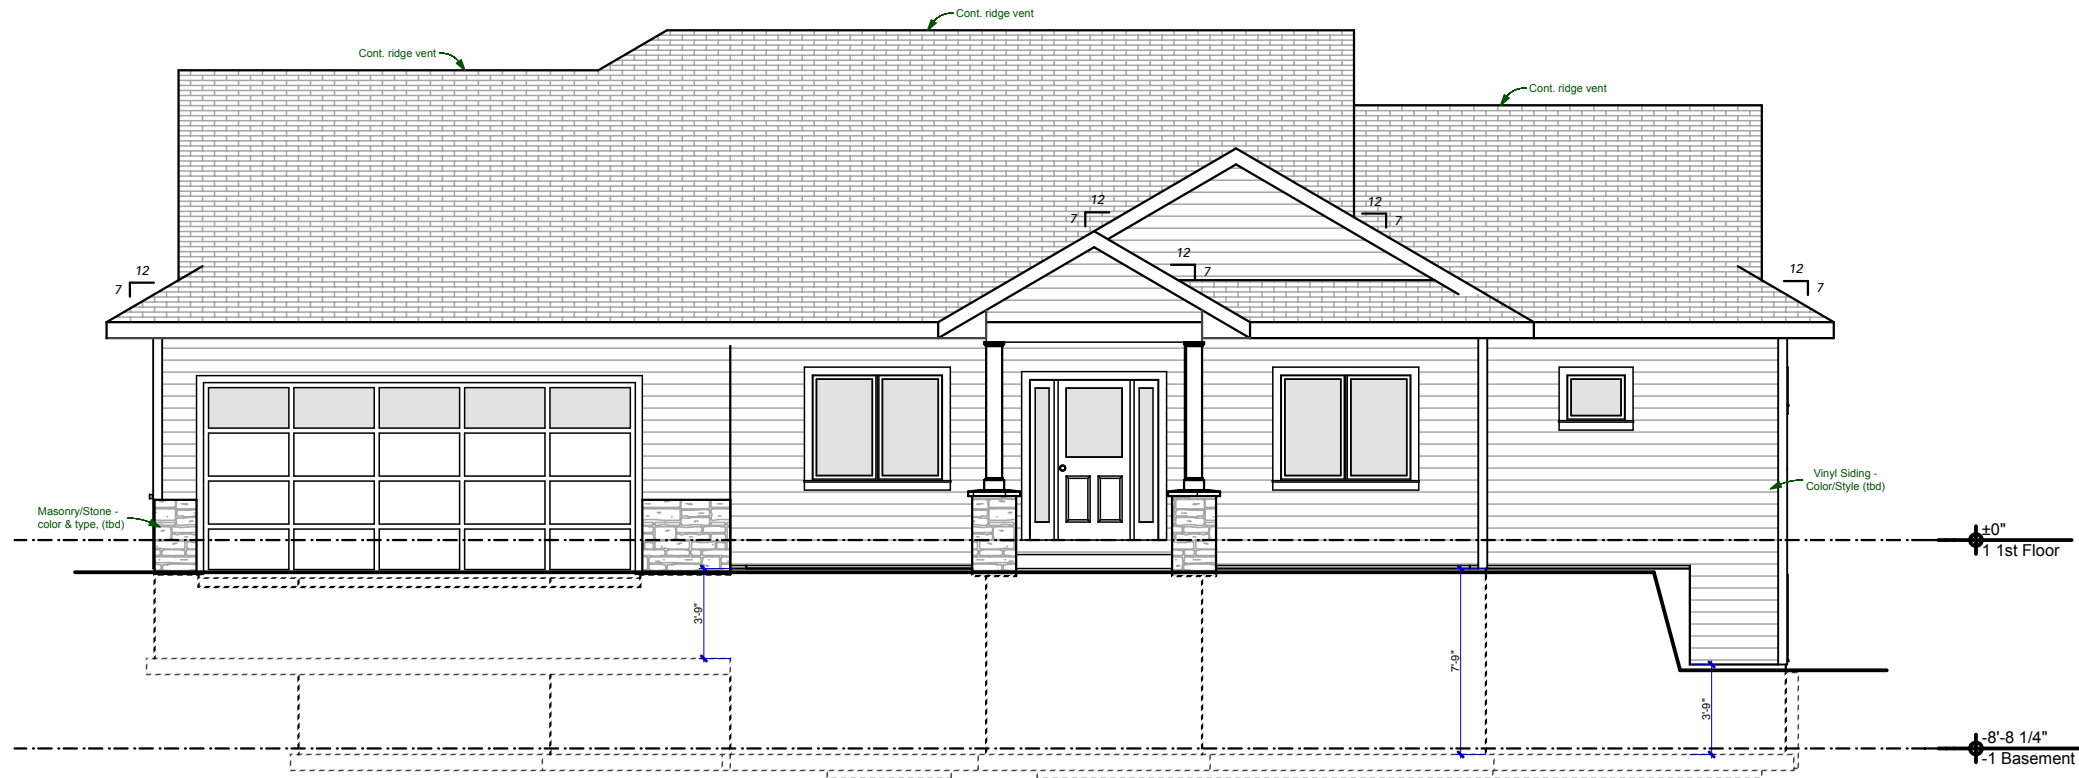 Cont. ridge vent
Cont. ridge vent
Cont. ridge vent
12
7
12
7
12
7
12
7
12
7
Masonry/Stone -
color & type, (tbd)
Vinyl Siding -
Color/Style (tbd)
±0"
1 1st Floor
3'-9"
7'-9"
3'-9"
-8'-8 1/4"
-1 Basement